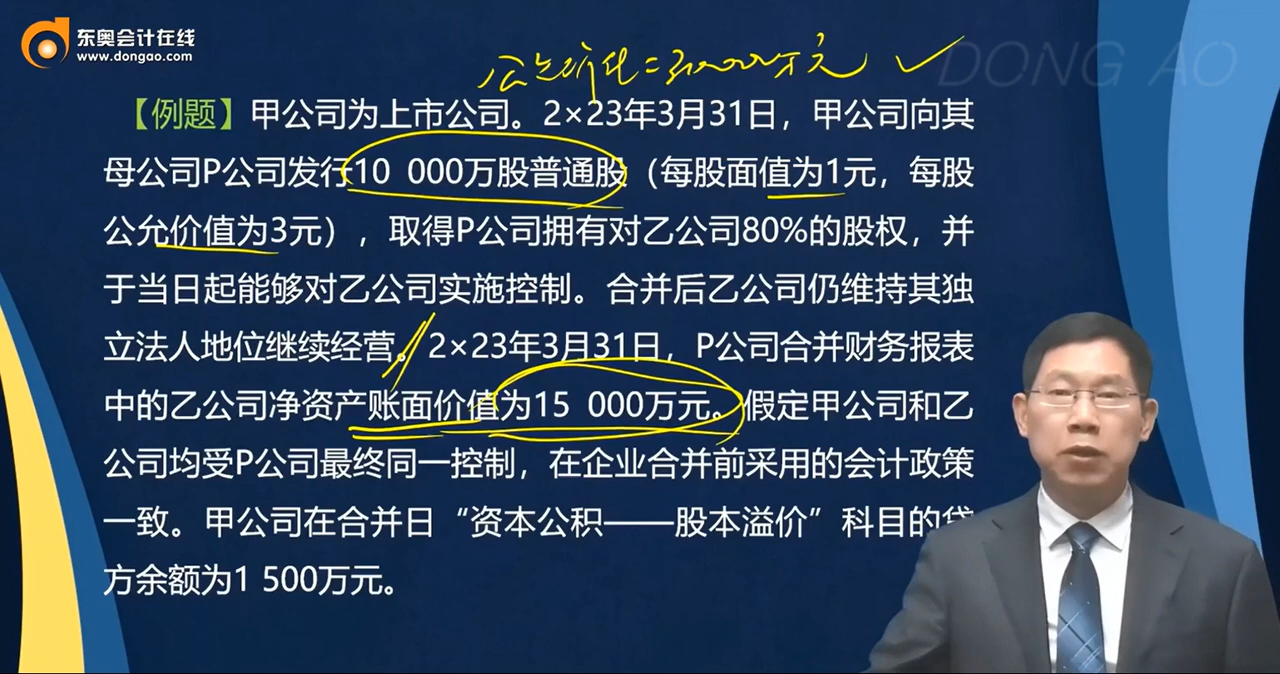 东奥会计在线
www.dongao.com
DONG AO
【例题】甲公司为上市公司。2×23年3月31日，甲公司向其
母公司P公司发行10 000万股普通股（每股面值为1元，每股
公允价值为3元），取得P公司拥有对乙公司80%的股权，并
于当日起能够对乙公司实施控制。合并后乙公司仍维持其独
立法人地位继续经营。2×23年3月31日，P公司合并财务报表
中的乙公司净资产账面价值为15 000万元。假定甲公司和乙
公司均受P公司最终同一控制，在企业合并前采用的会计政策
一致。甲公司在合并日“资本公积——股本溢价”科目的贷
方余额为1 500万元。